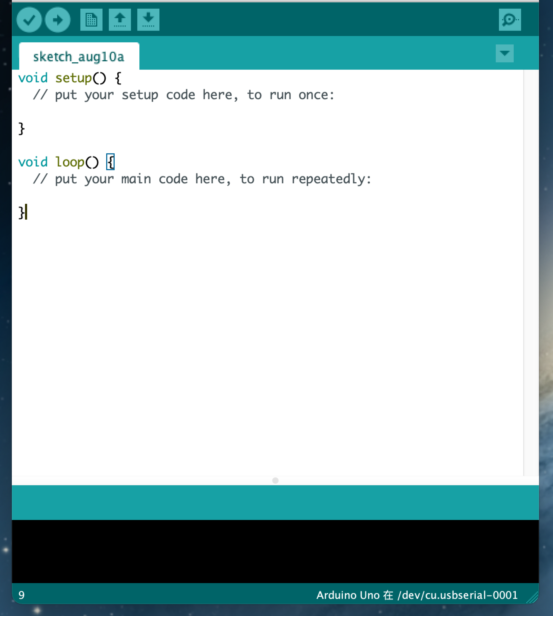 sketch_aug10a
void setup() {
  // put your setup code here, to run once:
}
void loop() {
  // put your main code here, to run repeatedly:
}
9
Arduino Uno 在 /dev/cu.usbserial-0001